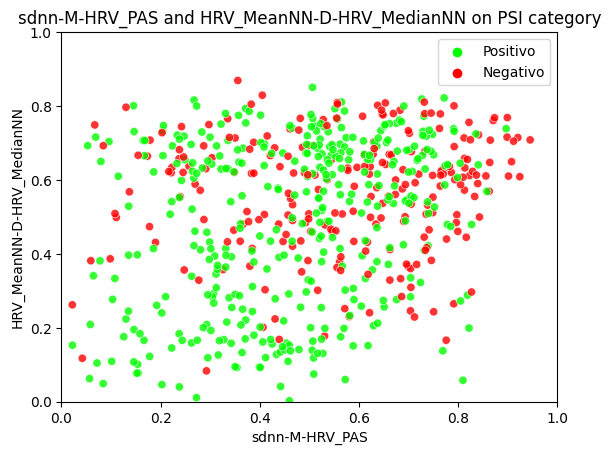 sdnn-M-HRV_PAS and HRV_MeanNN-D-HRV_MedianNN on PSI category
Positivo
Negativo
HRV_MeanNN-D-HRV_MedianNN
1.0
0.8
0.6
0.4
0.2
0.0
0.0 0.2 0.4 0.6 0.8 1.0
sdnn-M-HRV_PAS